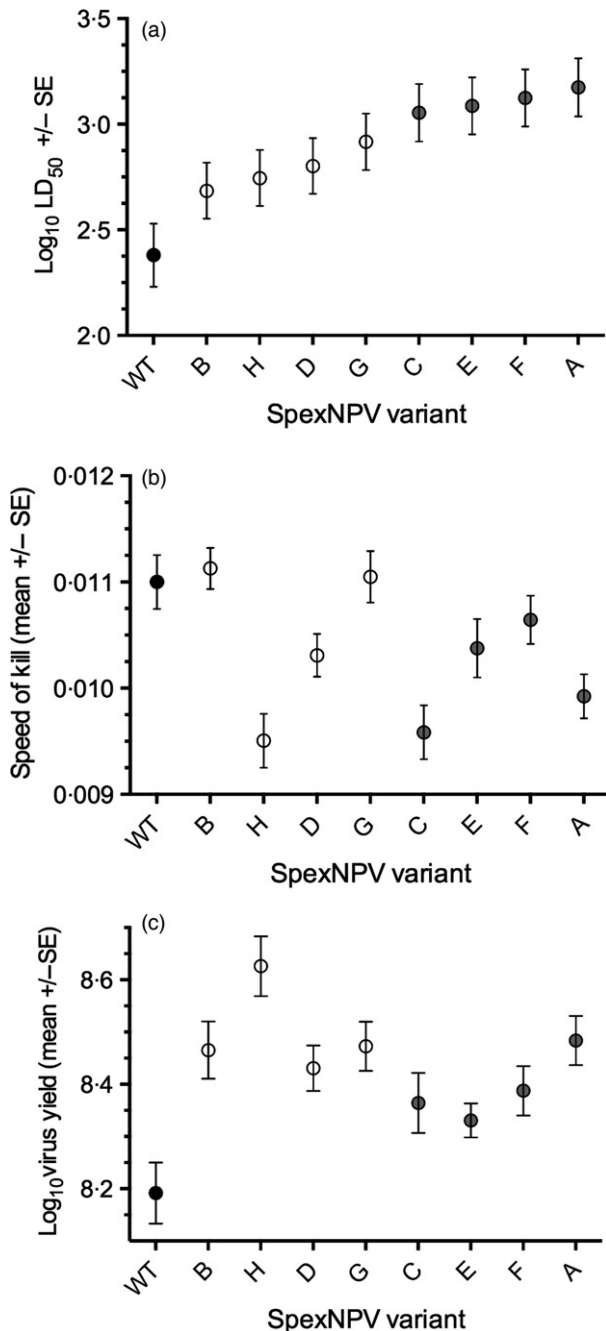 (a)
Log10 LD50 +/– SE
3·5
3·0
2·5
2·0
WT B H D G C E F A
SpexNPV variant
(b)
Speed of kill (mean +/– SE)
0·012
0·011
0·010
0·009
WT B H D G C E F A
SpexNPV variant
(c)
Log10 virus yield (mean +/–SE)
8·6
8·4
8·2
WT B H D G C E F A
SpexNPV variant